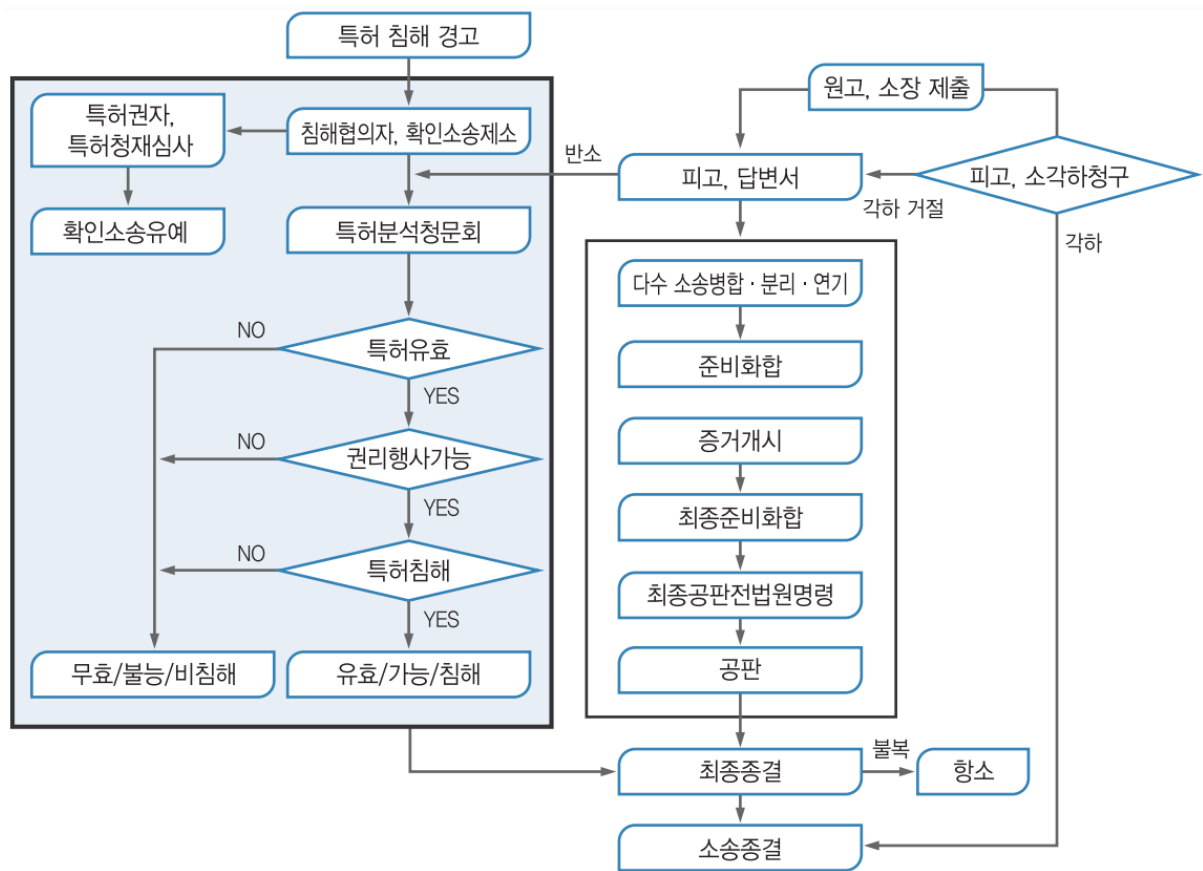 특허 침해 경고
특허권자,
특허청재심사
침해협의자, 확인소송제소
확인소송유예
특허분석청문회
특허유효
NO
YES
권리행사가능
NO
YES
특허침해
NO
YES
무효/불능/비침해
유효/가능/침해
원고, 소장 제출
반소
피고, 답변서
피고, 소각하청구
각하 거절
각하
다수 소송병합·분리·연기
준비화합
증거개시
최종준비화합
최종공판전법원명령
공판
최종종결
불복
항소
소송종결